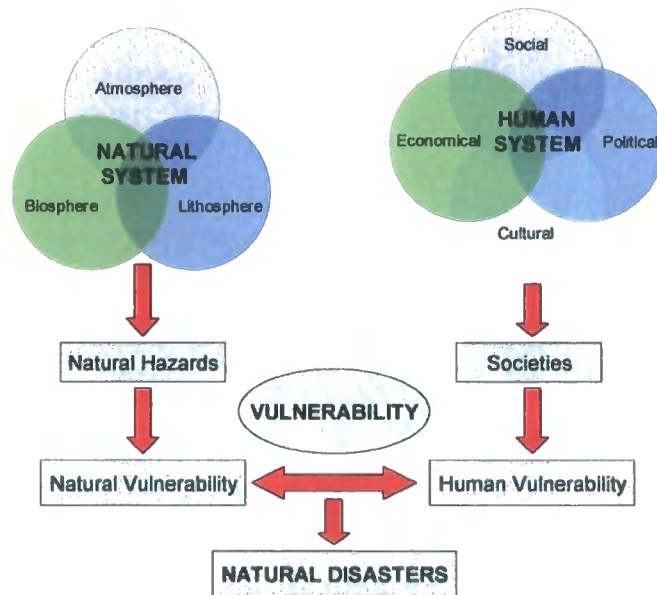 Atmosphere
NATURAL
SYSTEM
Biosphere
Lithosphere
Social
HUMAN
SYSTEM
Economical
Political
Cultural
Natural Hazards
Societies
VULNERABILITY
Natural Vulnerability
Human Vulnerability
NATURAL DISASTERS